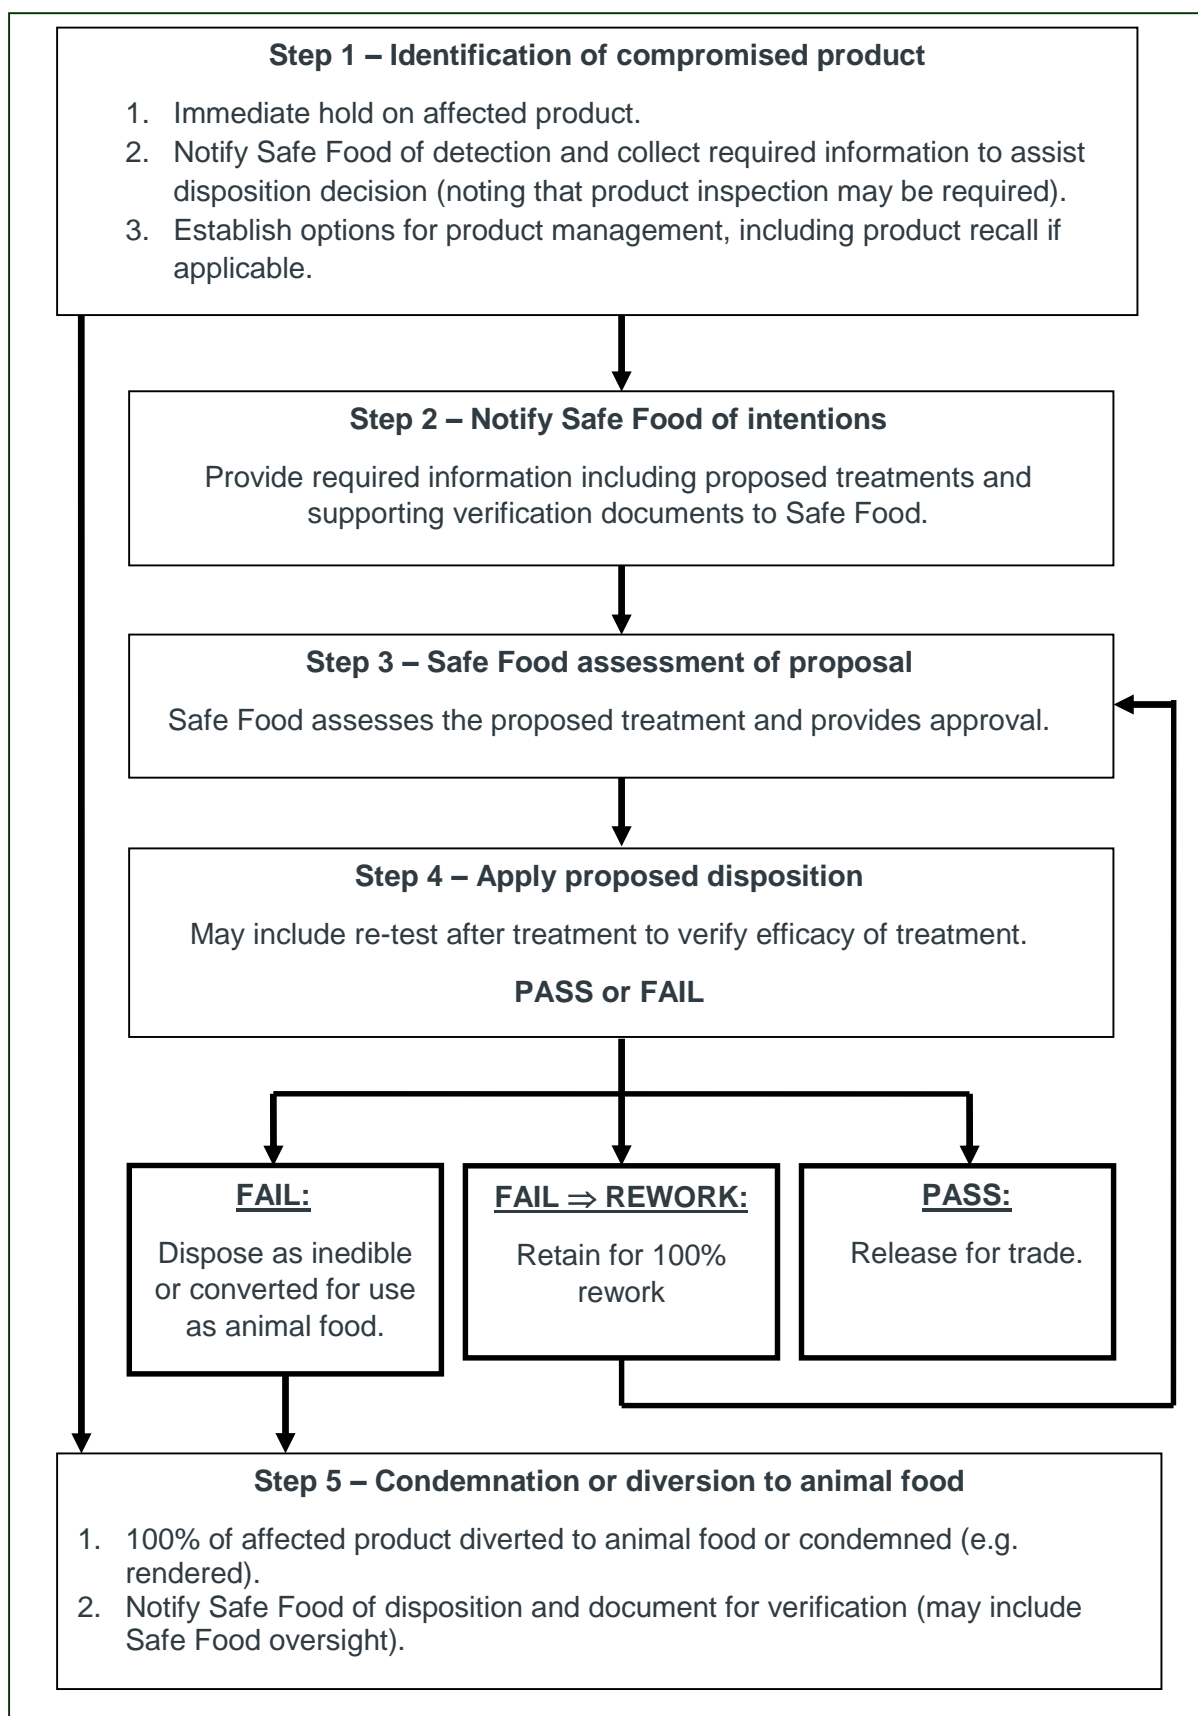 Step 1 – Identification of compromised product
1. Immediate hold on affected product.
2. Notify Safe Food of detection and collect required information to assist
disposition decision (noting that product inspection may be required).
3. Establish options for product management, including product recall if
applicable.
Step 2 – Notify Safe Food of intentions
Provide required information including proposed treatments and
supporting verification documents to Safe Food.
Step 3 – Safe Food assessment of proposal
Safe Food assesses the proposed treatment and provides approval.
Step 4 – Apply proposed disposition
May include re-test after treatment to verify efficacy of treatment.
PASS or FAIL
FAIL:
Dispose as inedible
or converted for use
as animal food.
FAIL ⇒ REWORK:
Retain for 100%
rework
PASS:
Release for trade.
Step 5 – Condemnation or diversion to animal food
1. 100% of affected product diverted to animal food or condemned (e.g.
rendered).
2. Notify Safe Food of disposition and document for verification (may include
Safe Food oversight).